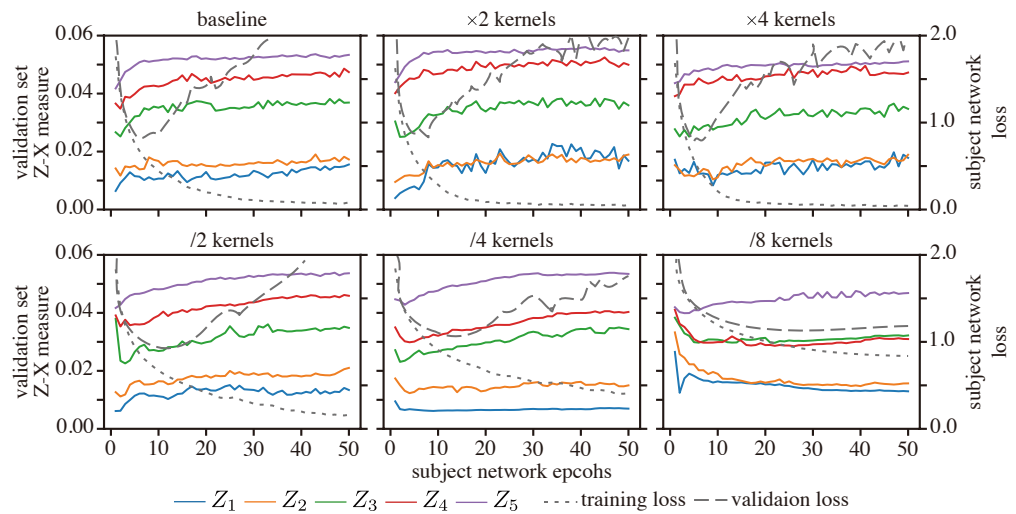 baseline
×2 kernels
×4 kernels
0.06
0.04
0.02
0.00
validation set
Z-X measure
2.0
1.0
0.0
subject network
loss
/2 kernels
/4 kernels
/8 kernels
0.06
0.04
0.02
0.00
validation set
Z-X measure
2.0
1.0
0.0
subject network
loss
0 10 20 30 40 50
0 10 20 30 40 50
0 10 20 30 40 50
subject network epcohs
Z1 Z2 Z3 Z4 Z5 training loss validaion loss